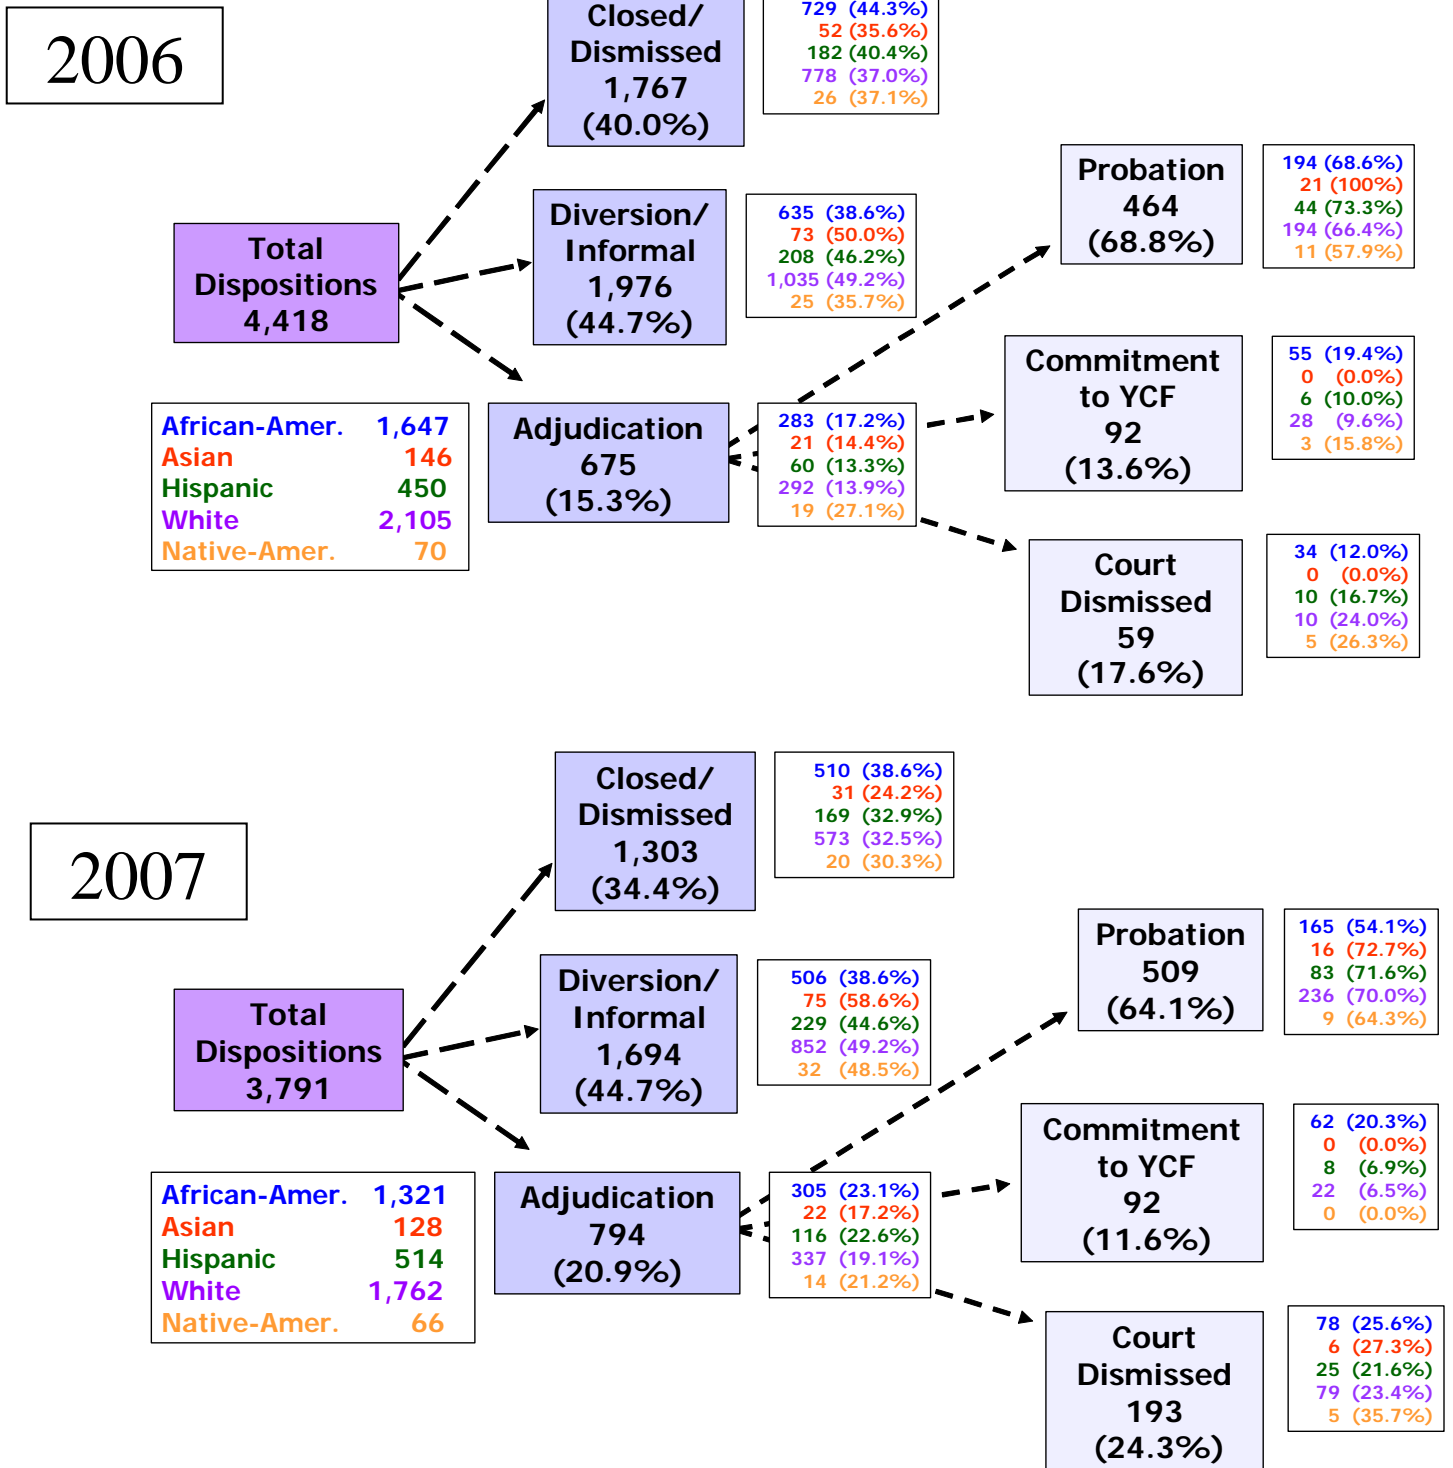 2006
Closed/
Dismissed
1,767
(40.0%)
729 (44.3%)
52 (35.6%)
182 (40.4%)
778 (37.0%)
26 (37.1%)
Total
Dispositions
4,418
Diversion/
Informal
1,976
(44.7%)
635 (38.6%)
73 (50.0%)
208 (46.2%)
1,035 (49.2%)
25 (35.7%)
Probation
464
(68.8%)
194 (68.6%)
21 (100%)
44 (73.3%)
194 (66.4%)
11 (57.9%)
African-Amer. 1,647
Asian 146
Hispanic 450
White 2,105
Native-Amer. 70
Adjudication
675
(15.3%)
283 (17.2%)
21 (14.4%)
60 (13.3%)
292 (13.9%)
19 (27.1%)
Commitment
to YCF
92
(13.6%)
55 (19.4%)
0 (0.0%)
6 (10.0%)
28 (9.6%)
3 (15.8%)
Court
Dismissed
59
(17.6%)
34 (12.0%)
0 (0.0%)
10 (16.7%)
10 (24.0%)
5 (26.3%)
2007
Closed/
Dismissed
1,303
(34.4%)
510 (38.6%)
31 (24.2%)
169 (32.9%)
573 (32.5%)
20 (30.3%)
Total
Dispositions
3,791
Diversion/
Informal
1,694
(44.7%)
506 (38.6%)
75 (58.6%)
229 (44.6%)
852 (49.2%)
32 (48.5%)
Probation
509
(64.1%)
165 (54.1%)
16 (72.7%)
83 (71.6%)
236 (70.0%)
9 (64.3%)
African-Amer. 1,321
Asian 128
Hispanic 514
White 1,762
Native-Amer. 66
Adjudication
794
(20.9%)
305 (23.1%)
22 (17.2%)
116 (22.6%)
337 (19.1%)
14 (21.2%)
Commitment
to YCF
92
(11.6%)
62 (20.3%)
0 (0.0%)
8 (6.9%)
22 (6.5%)
0 (0.0%)
Court
Dismissed
193
(24.3%)
78 (25.6%)
6 (27.3%)
25 (21.6%)
79 (23.4%)
5 (35.7%)